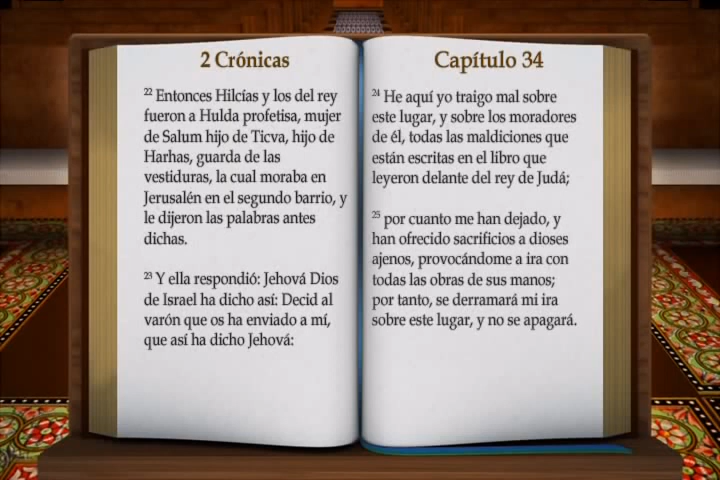 2 Crónicas
22 Entonces Hilcías y los del rey
fueron a Hulda profetisa, mujer
de Salum hijo de Ticva, hijo de
Harhas, guarda de las
vestiduras, la cual moraba en
Jerusalén en el segundo barrio, y
le dijeron las palabras antes
dichas.
23 Y ella respondió: Jehová Dios
de Israel ha dicho así: Decid al
varón que os ha enviado a mí,
que así ha dicho Jehová:
Capítulo 34
24 He aquí yo traigo mal sobre
este lugar, y sobre los moradores
de él, todas las maldiciones que
están escritas en el libro que
leyeron delante del rey de Judá;
25 por cuanto me han dejado, y
han ofrecido sacrificios a dioses
ajenos, provocándome a ira con
todas las obras de sus manos;
por tanto, se derramará mi ira
sobre este lugar, y no se apagará.